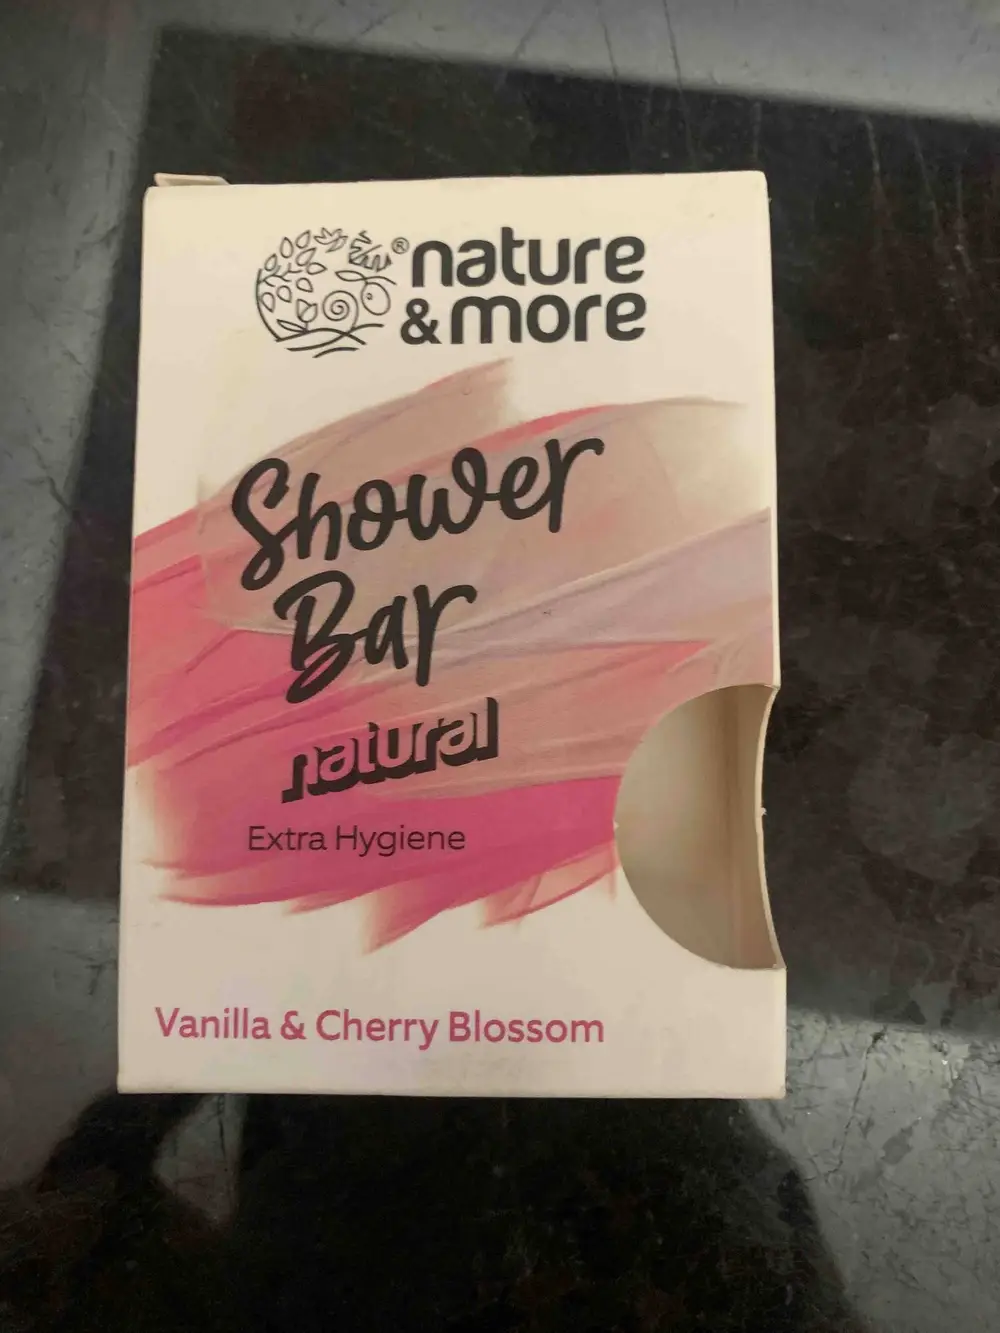 ® nature
& more
Shower
Bar
natural
Extra Hygiene
Vanilla & Cherry Blossom